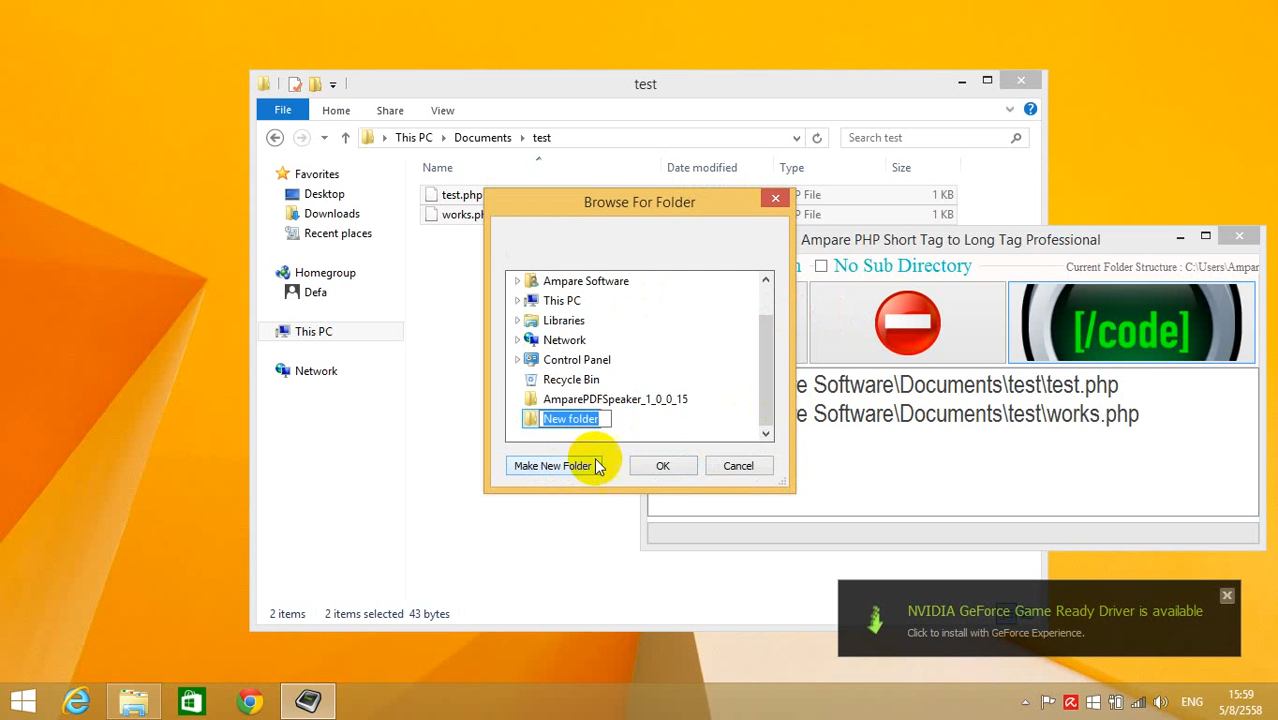 test
File Home Share View
This PC Documents test Search test
Name Date modified Type Size
Favorites
Desktop
Downloads
Recent places
Homegroup
Defa
This PC
Network
test.php P File 1 KB
works.ph P File 1 KB
Browse For Folder
Ampare Software
This PC
Libraries
Network
Control Panel
Recycle Bin
AmparePDFSpeaker_1_0_0_15
New folder
Make New Folder OK Cancel
Ampare PHP Short Tag to Long Tag Professional
No Sub Directory Current Folder Structure : C:\Users\Ampar
[/code]
e Software\Documents\test\test.php
e Software\Documents\test\works.php
2 items 2 items selected 43 bytes
NVIDIA GeForce Game Ready Driver is available
Click to install with GeForce Experience.
ENG
15:59
5/8/2558